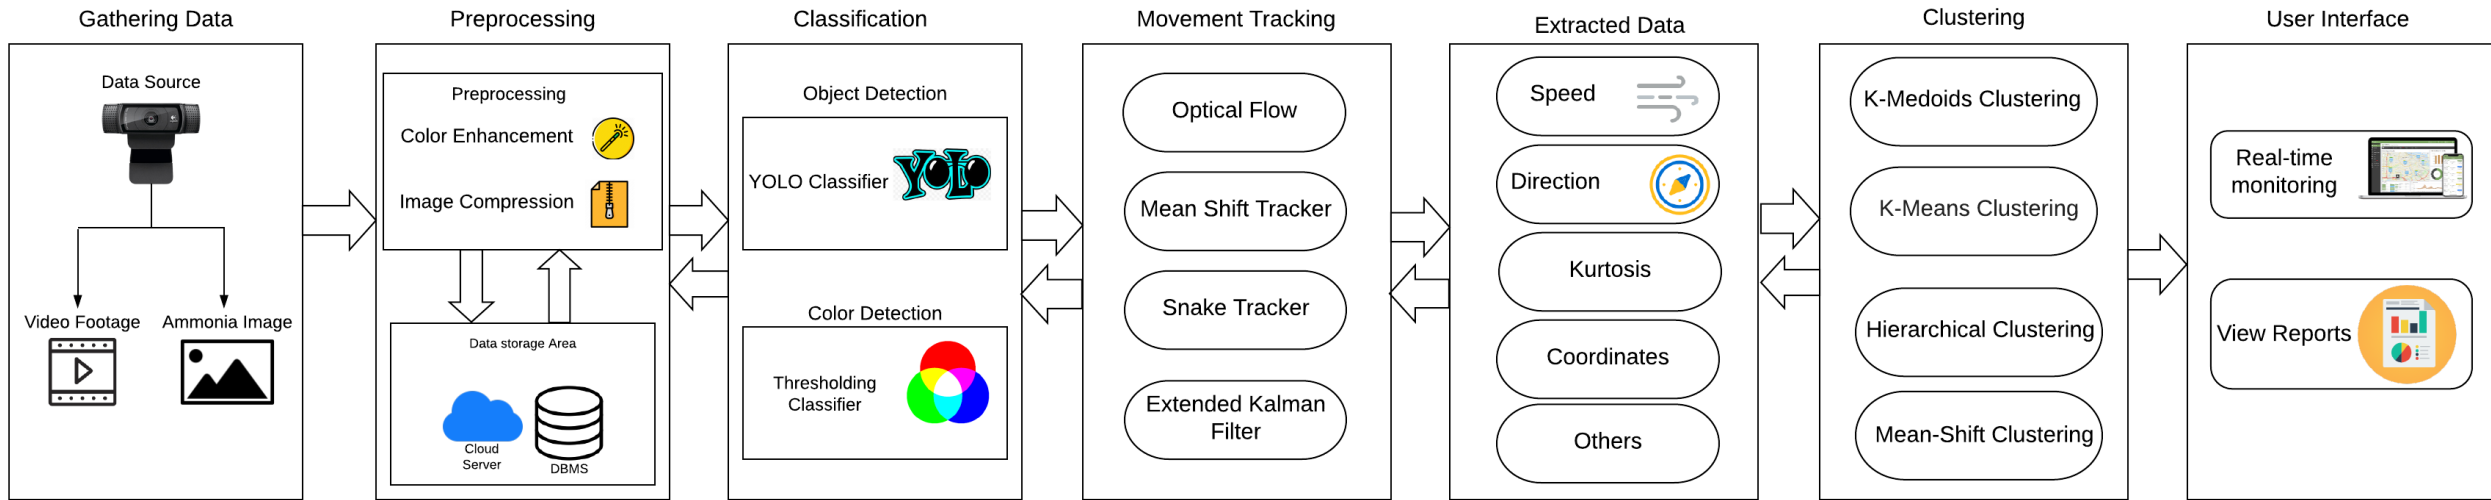 Gathering Data
Data Source
Video Footage
Ammonia Image
Preprocessing
Preprocessing
Color Enhancement
Image Compression
Data storage Area
Cloud
Server
DBMS
Classification
Object Detection
YOLO Classifier
YOLO
Color Detection
Thresholding
Classifier
Movement Tracking
Optical Flow
Mean Shift Tracker
Snake Tracker
Extended Kalman
Filter
Extracted Data
Speed
Direction
Kurtosis
Coordinates
Others
Clustering
K-Medoids Clustering
K-Means Clustering
Hierarchical Clustering
Mean-Shift Clustering
User Interface
Real-time
monitoring
View Reports